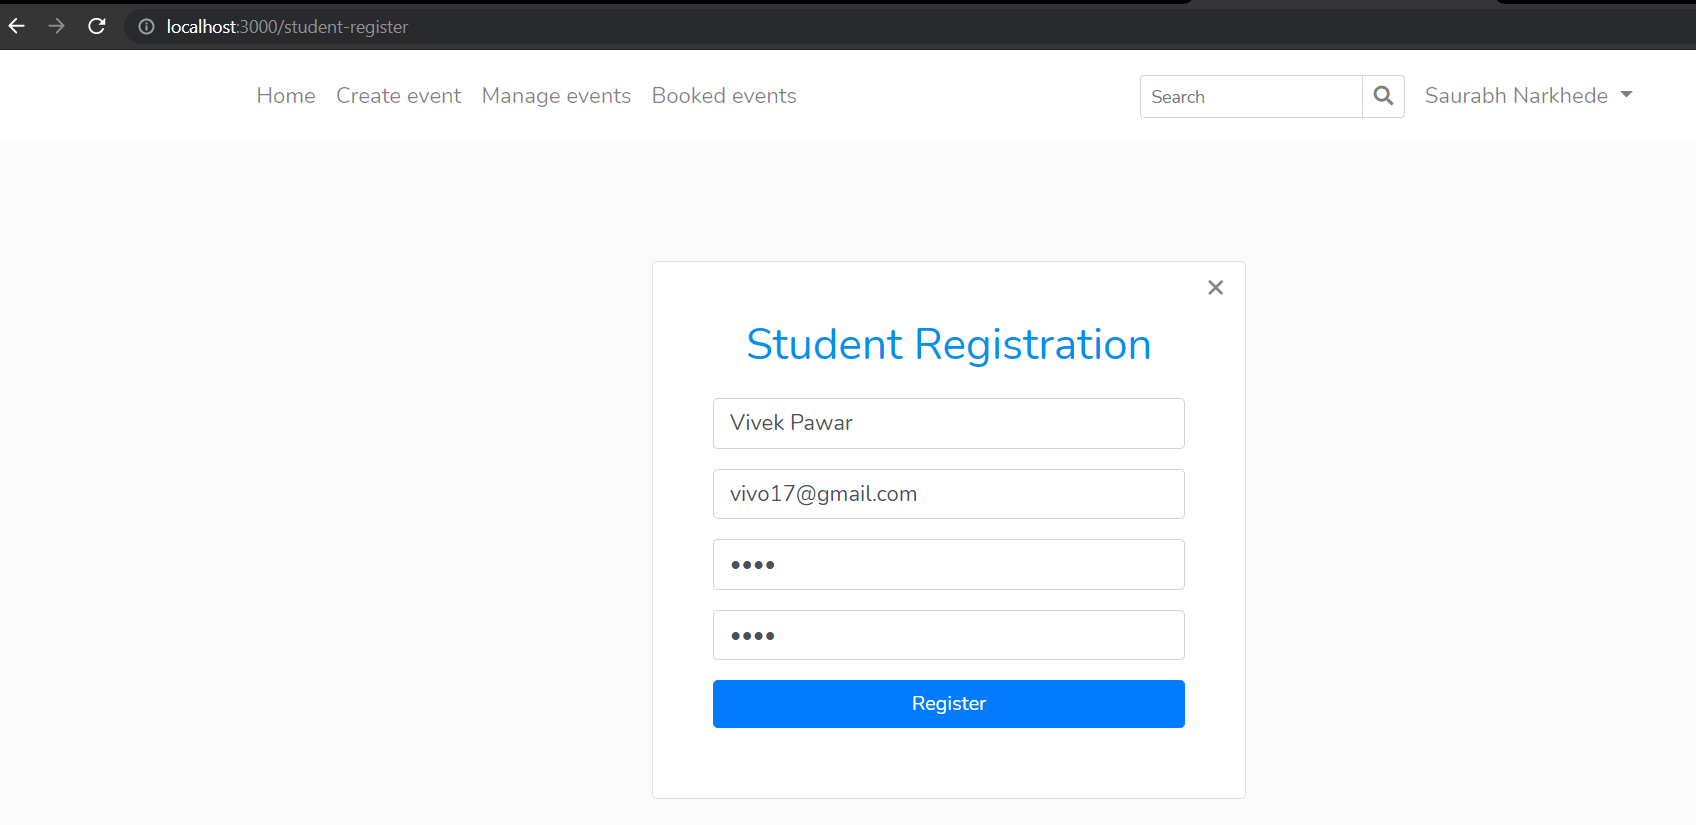 localhost:3000/student-register
Home Create event Manage events Booked events Search Saurabh Narkhede
Student Registration
Vivek Pawar
vivo17@gmail.com
••••
••••
Register